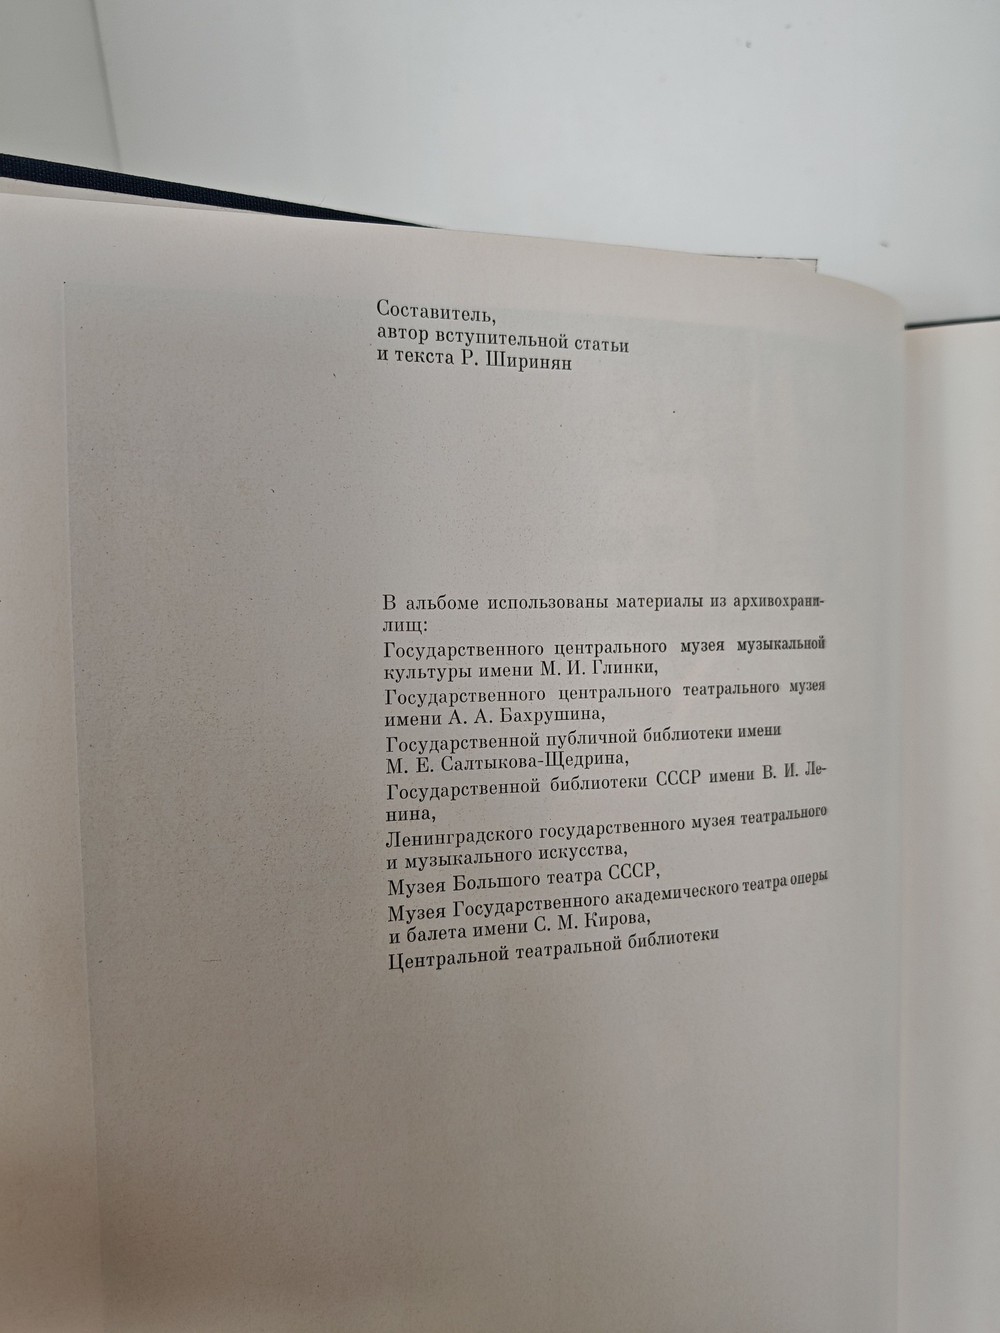 Составитель,
автор вступительной статьи
и текста Р. Ширинян
В альбоме использованы материалы из архивохрани-
лищ:
Государственного центрального музея музыкальной
культуры имени М. И. Глинки,
Государственного центрального театрального музея
имени А. А. Бахрушина,
Государственной публичной библиотеки имени
М. Е. Салтыкова-Щедрина,
Государственной библиотеки СССР имени В. И. Ле-
нина,
Ленинградского государственного музея театрального
и музыкального искусства,
Музея Большого театра СССР,
Музея Государственного академического театра оперы
и балета имени С. М. Кирова,
Центральной театральной библиотеки